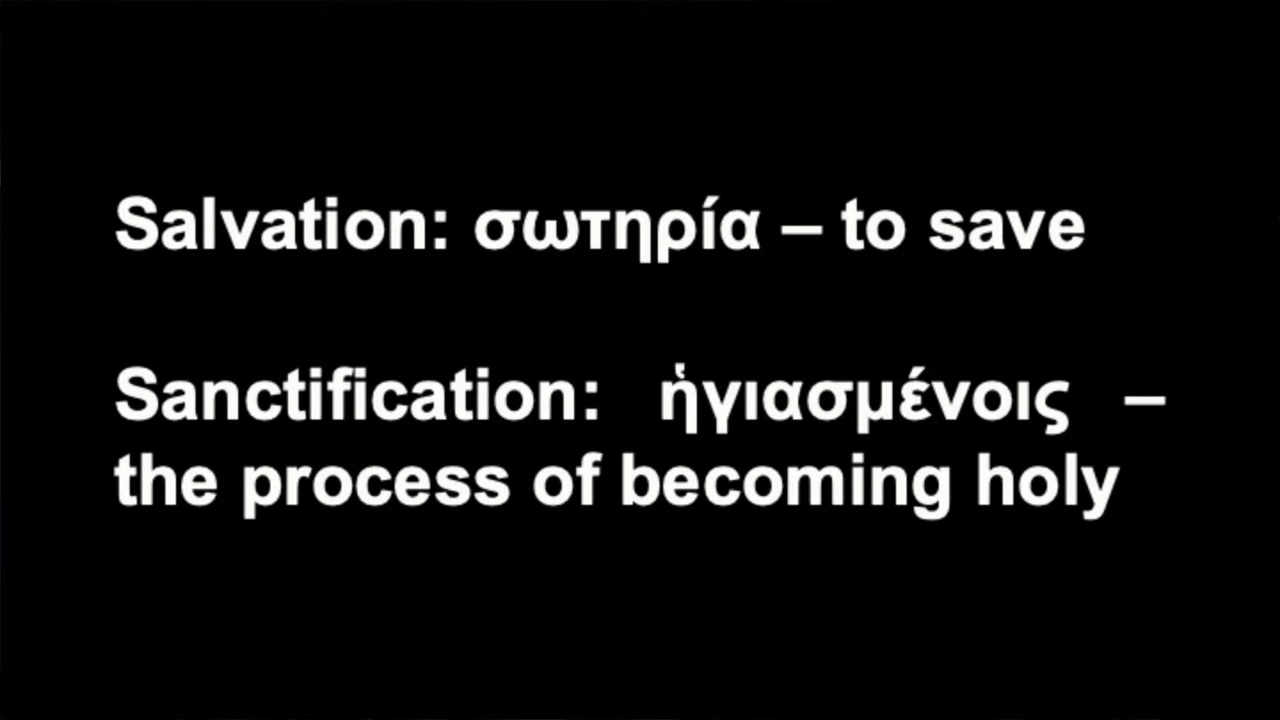 Salvation: σωτηρία – to save
Sanctification: ἡγιασμένοις –
the process of becoming holy